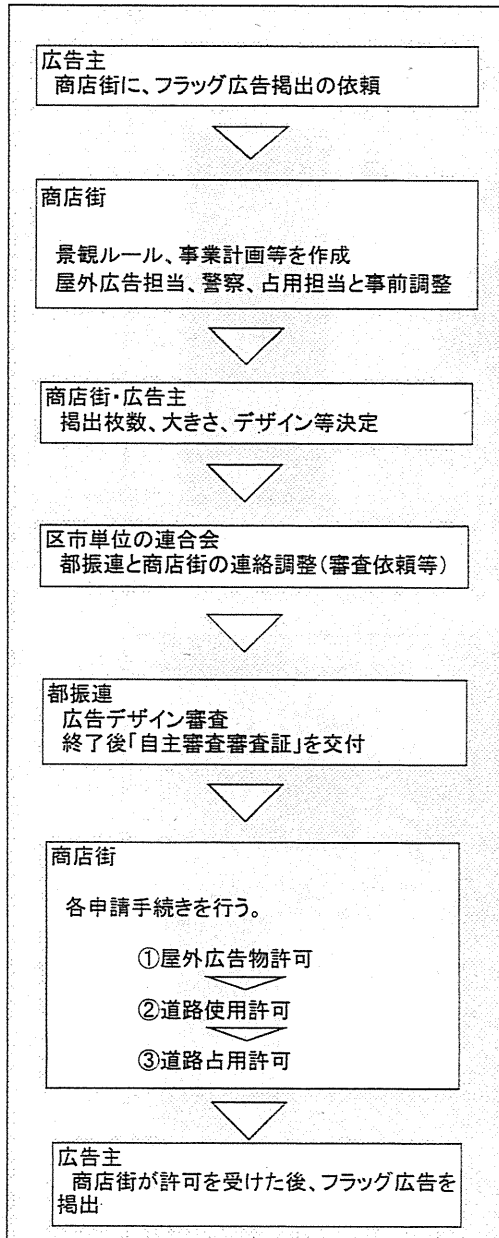 広告主
商店街に、フラッグ広告掲出の依頼
商店街
景観ルール、事業計画等を作成
屋外広告担当、警察、占用担当と事前調整
商店街・広告主
掲出枚数、大きさ、デザイン等決定
区市単位の連合会
都振連と商店街の連絡調整(審査依頼等)
都振連
広告デザイン審査
終了後「自主審査審査証」を交付
商店街
各申請手続きを行う。
①屋外広告物許可
②道路使用許可
③道路占用許可
広告主
商店街が許可を受けた後、フラッグ広告を
掲出